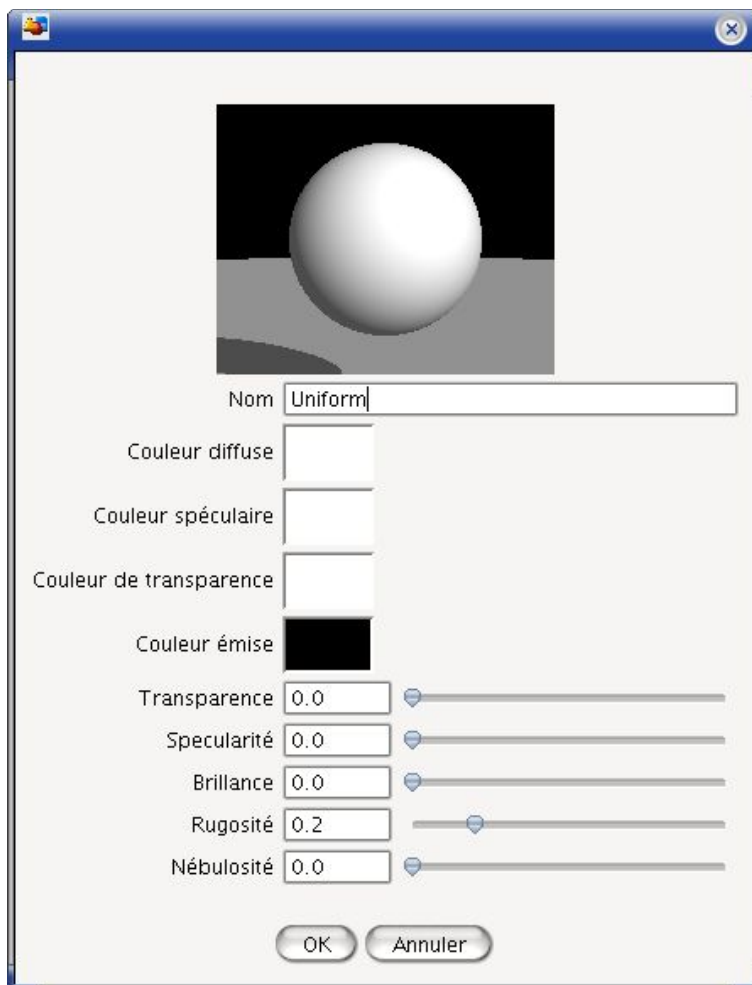 Nom Uniform
Couleur diffuse
Couleur spéculaire
Couleur de transparence
Couleur émise
Transparence 0.0
Specularité 0.0
Brillance 0.0
Rugosité 0.2
Nébulosité 0.0
OK Annuler